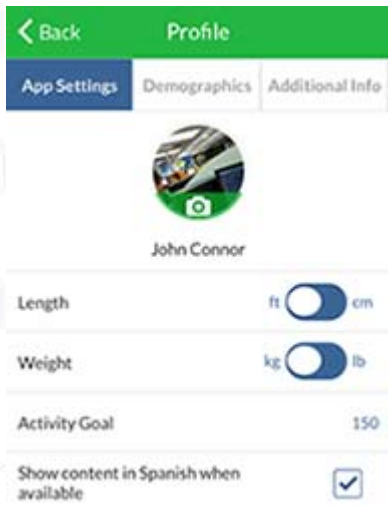 Back Profile
App Settings Demographics Additional Info
John Connor
Length ft cm
Weight kg lb
Activity Goal 150
Show content in Spanish when
available